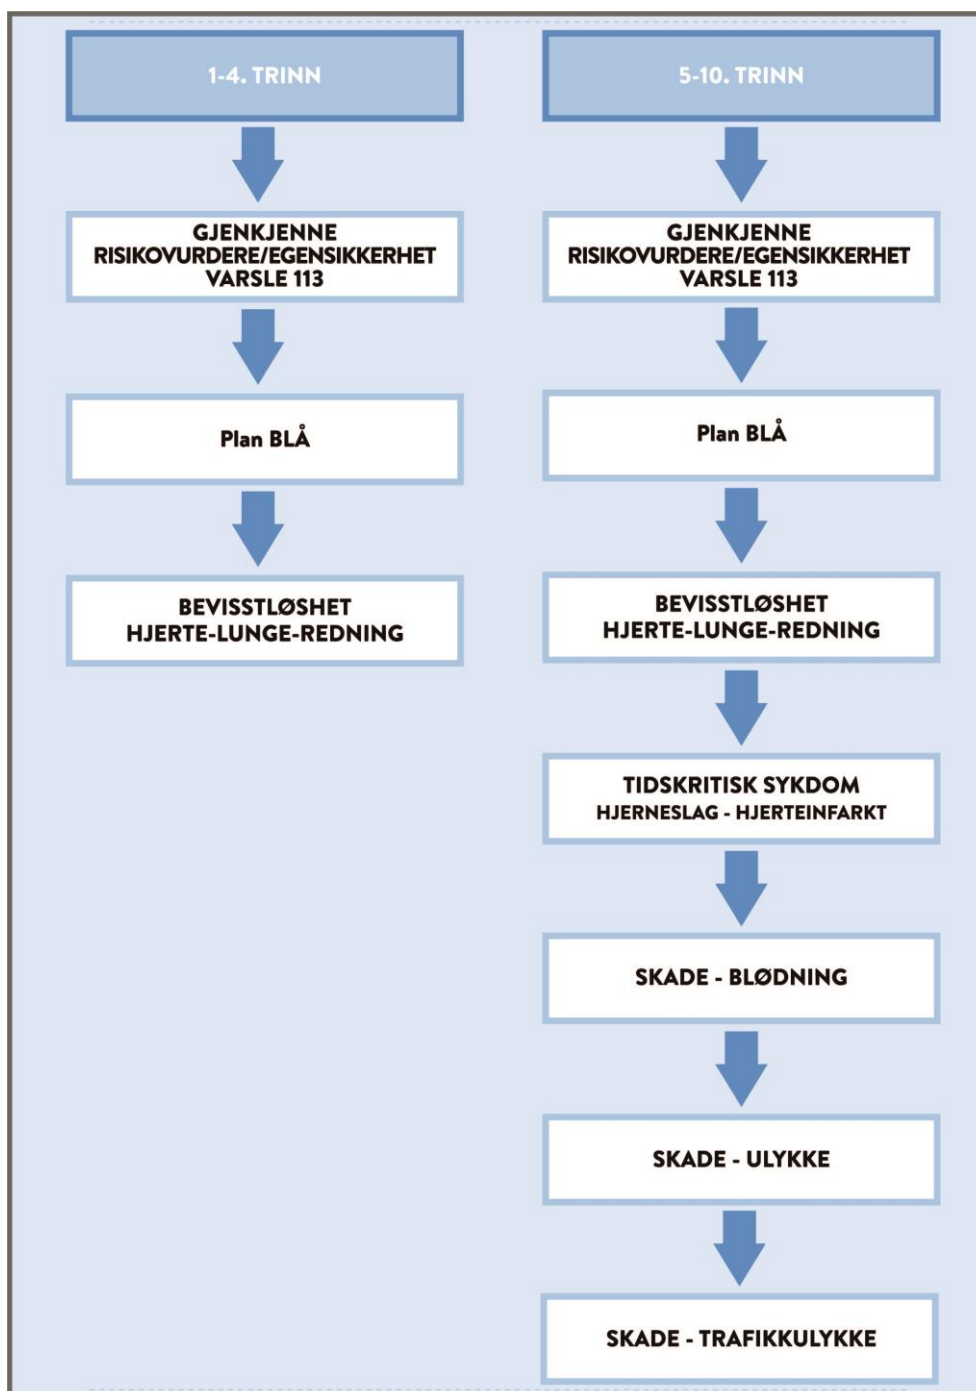 1-4. TRINN
GJENKJENNE
RISIKOVURDERE/EGENSIKKERHET
VARSLE 113
Plan BLÅ
BEVISSTLØSHET
HJERTE-LUNGE-REDNING
5-10. TRINN
GJENKJENNE
RISIKOVURDERE/EGENSIKKERHET
VARSLE 113
Plan BLÅ
BEVISSTLØSHET
HJERTE-LUNGE-REDNING
TIDSKRITISK SYKDOM
HJERNESLAG - HJERTEINFARKT
SKADE - BLØDNING
SKADE - ULYKKE
SKADE - TRAFIKKULYKKE